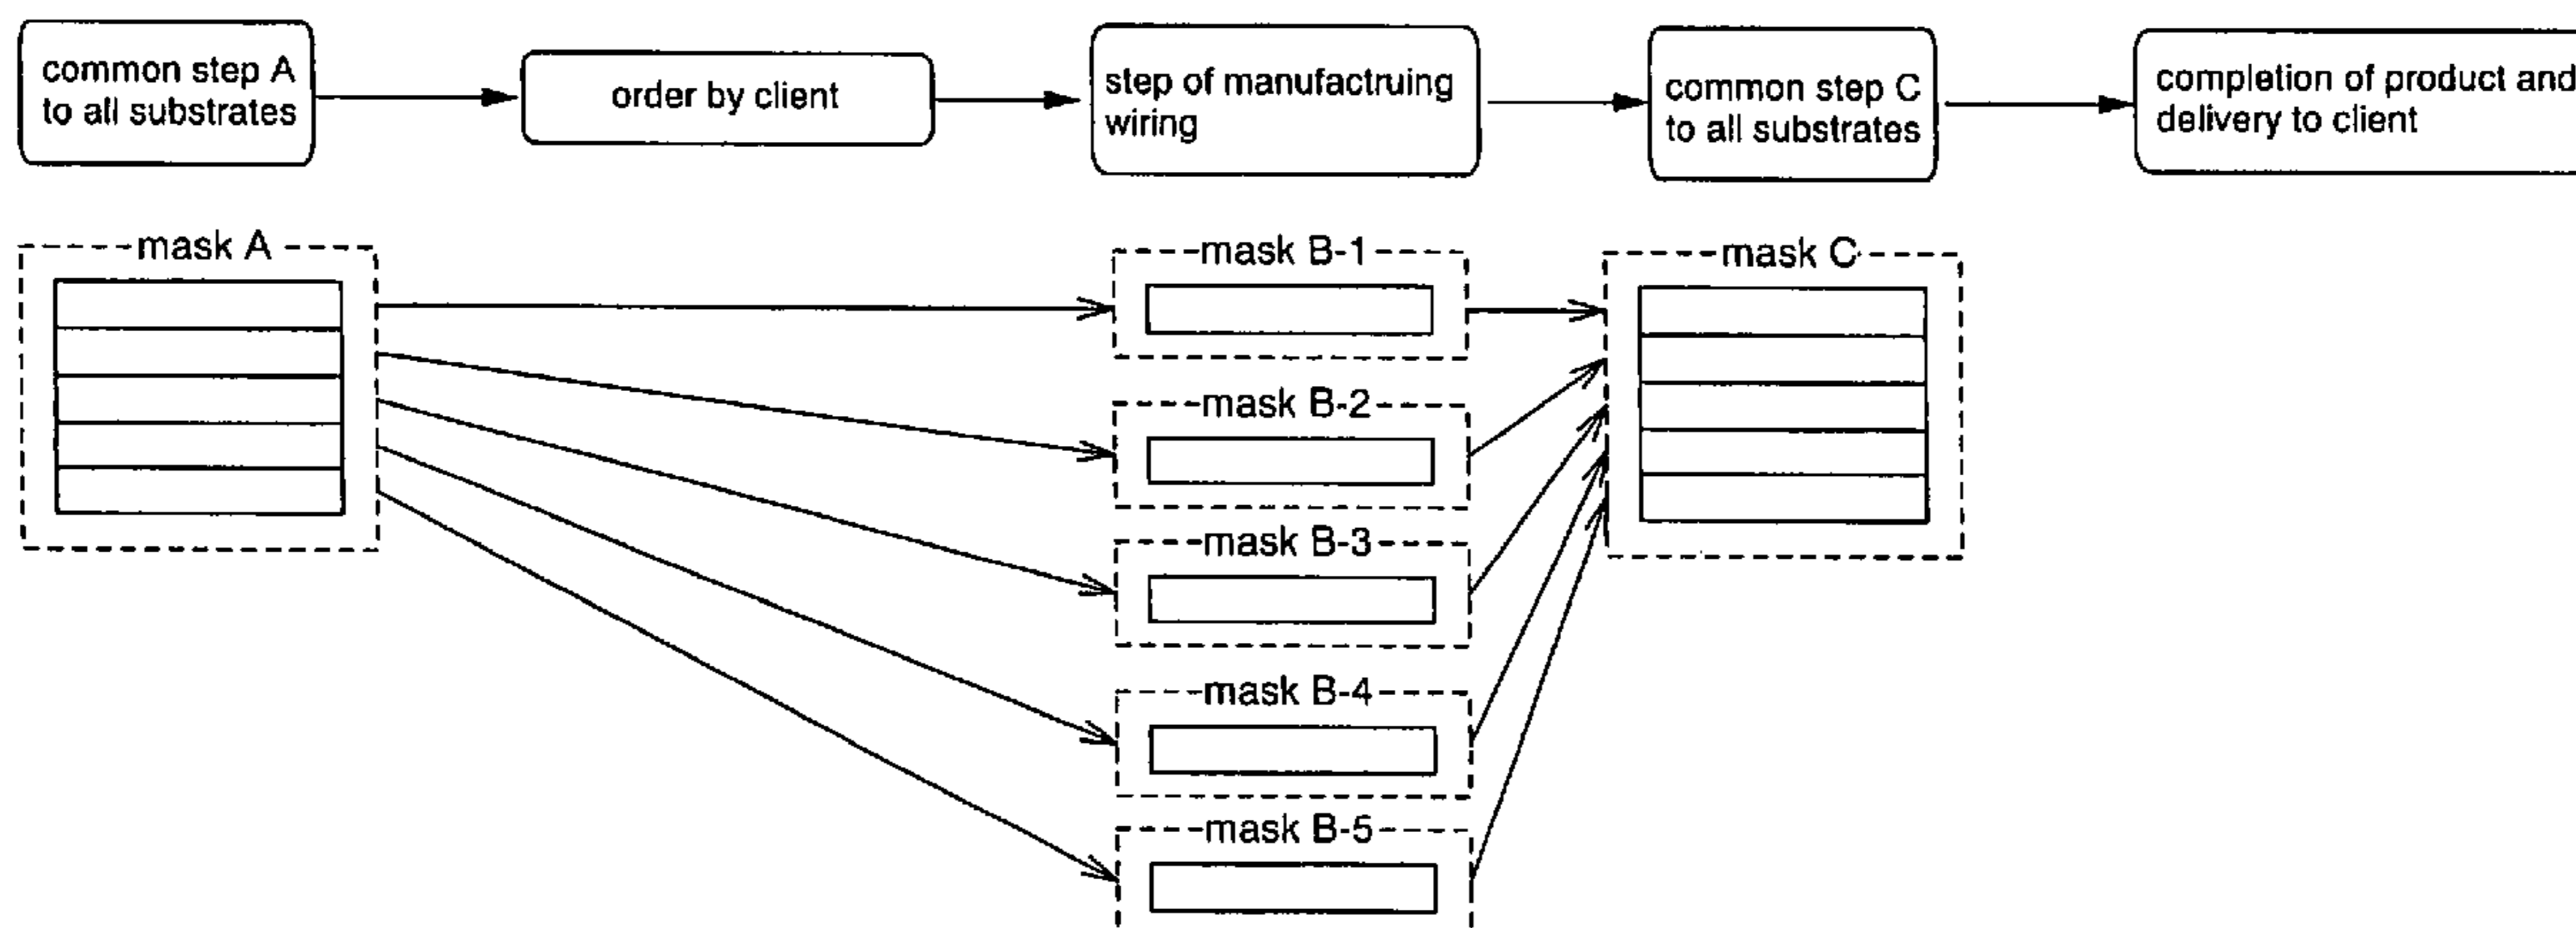 common step A
to all substrates
order by client
step of manufactruing
wiring
common step C
to all substrates
completion of product and
delivery to client
mask A
mask B-1
mask C
mask B-2
mask B-3
mask B-4
mask B-5